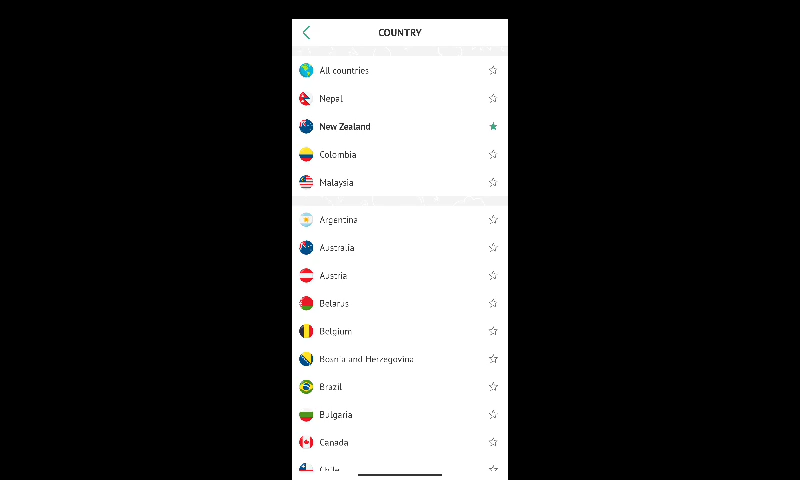 COUNTRY
All countries
Nepal
New Zealand
Colombia
Malaysia
Argentina
Australia
Austria
Belarus
Belgium
Bosnia and Herzegovina
Brazil
Bulgaria
Canada
Chile